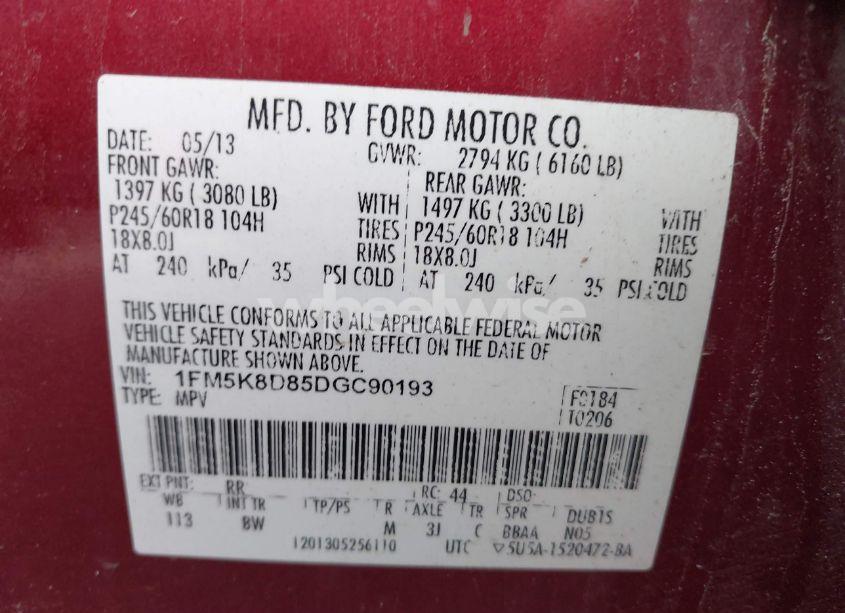 MFD. BY FORD MOTOR CO.
DATE: 05/13 GVWR: 2794 KG ( 6160 LB)
FRONT GAWR: REAR GAWR:
1397 KG ( 3080 LB) WITH 1497 KG ( 3300 LB) WITH
P245/60R18 104H TIRES P245/60R18 104H TIRES
18X8.0J RIMS 18X8.0J RIMS
AT 240 kPa/ 35 PSI COLD AT 240 kPa/ 35 PSI COLD
wheelwise
THIS VEHICLE CONFORMS TO ALL APPLICABLE FEDERAL MOTOR
VEHICLE SAFETY STANDARDS IN EFFECT ON THE DATE OF
MANUFACTURE SHOWN ABOVE.
VIN: 1FM5K8D85DGC90193 F0184
TYPE: MPV T0206
EXT PNT: RR RC: 44 DSO:
WB INT TR TP/PS R AXLE TR SPR DUB1S
113 BW M 3J C BBAA N05
1201305256110 UTC ▽5U5A-1520472-BA